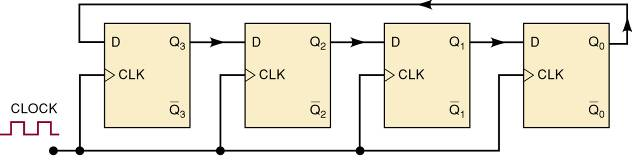 D Q₃ D Q₂ D Q₁ D Q₀
CLK CLK CLK CLK
CLOCK Q̅₃ Q̅₂ Q̅₁ Q̅₀